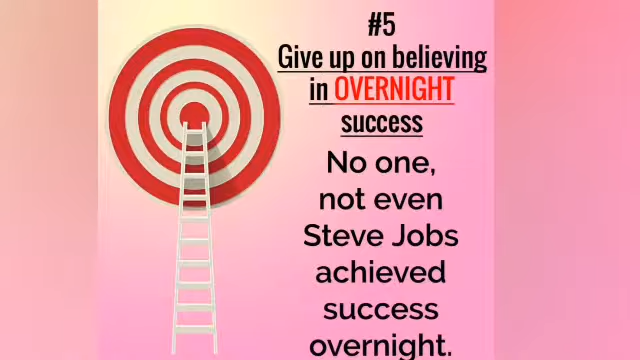 #5
Give up on believing
in OVERNIGHT
success
No one,
not even
Steve Jobs
achieved
success
overnight.